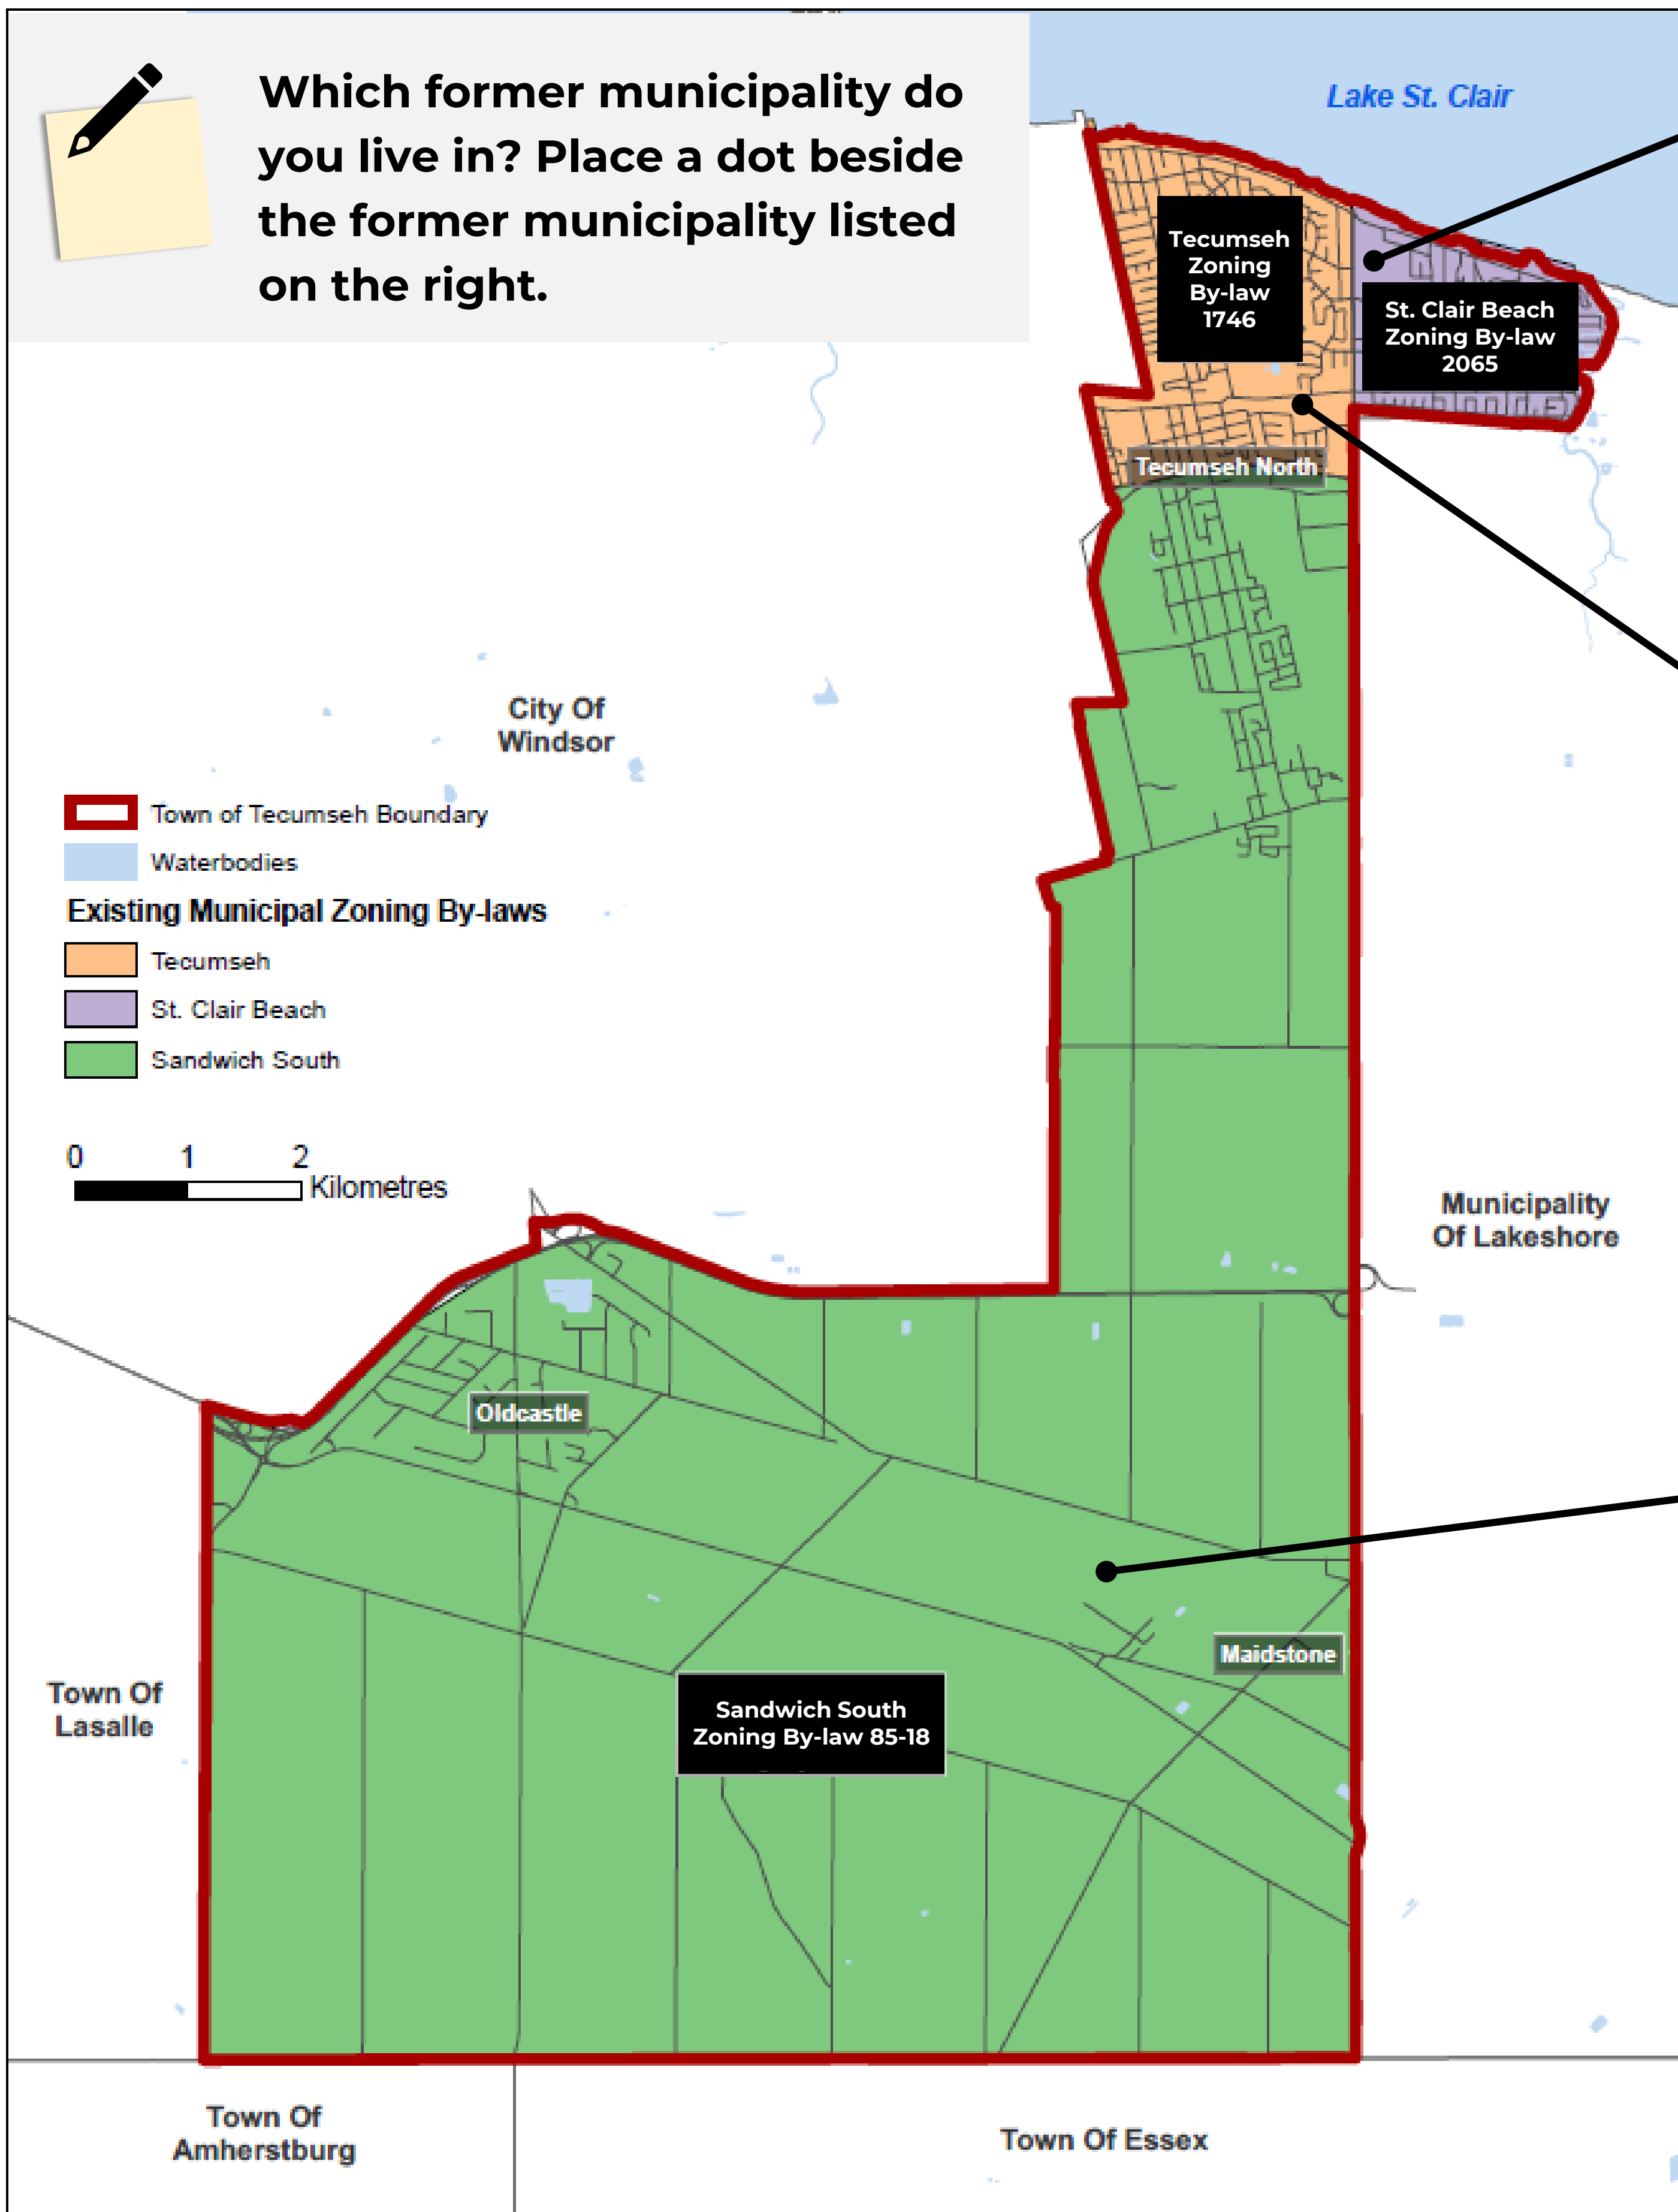 Which former municipality do
you live in? Place a dot beside
the former municipality listed
on the right.
Lake St. Clair
Tecumseh
Zoning
By-law
1746
St. Clair Beach
Zoning By-law
2065
Tecumseh North
City Of
Windsor
Town of Tecumseh Boundary
Waterbodies
Existing Municipal Zoning By-laws
Tecumseh
St. Clair Beach
Sandwich South
0 1 2
Kilometres
Municipality
Of Lakeshore
Oldcastle
Maidstone
Town Of
Lasalle
Sandwich South
Zoning By-law 85-18
Town Of
Amherstburg
Town Of Essex